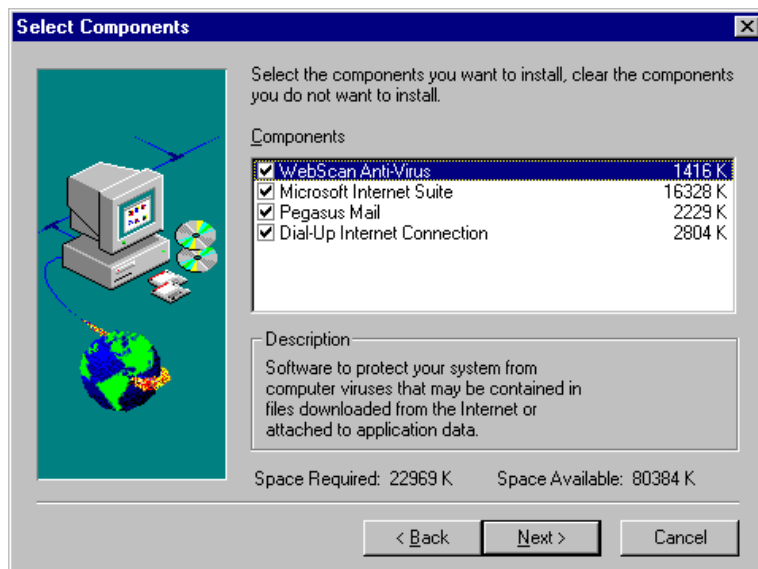 Select Components
Select the components you want to install, clear the components
you do not want to install.
Components
WebScan Anti-Virus 1416 K
Microsoft Internet Suite 16328 K
Pegasus Mail 2229 K
Dial-Up Internet Connection 2804 K
Description
Software to protect your system from
computer viruses that may be contained in
files downloaded from the Internet or
attached to application data.
Space Required: 22969 K Space Available: 80384 K
< Back Next > Cancel